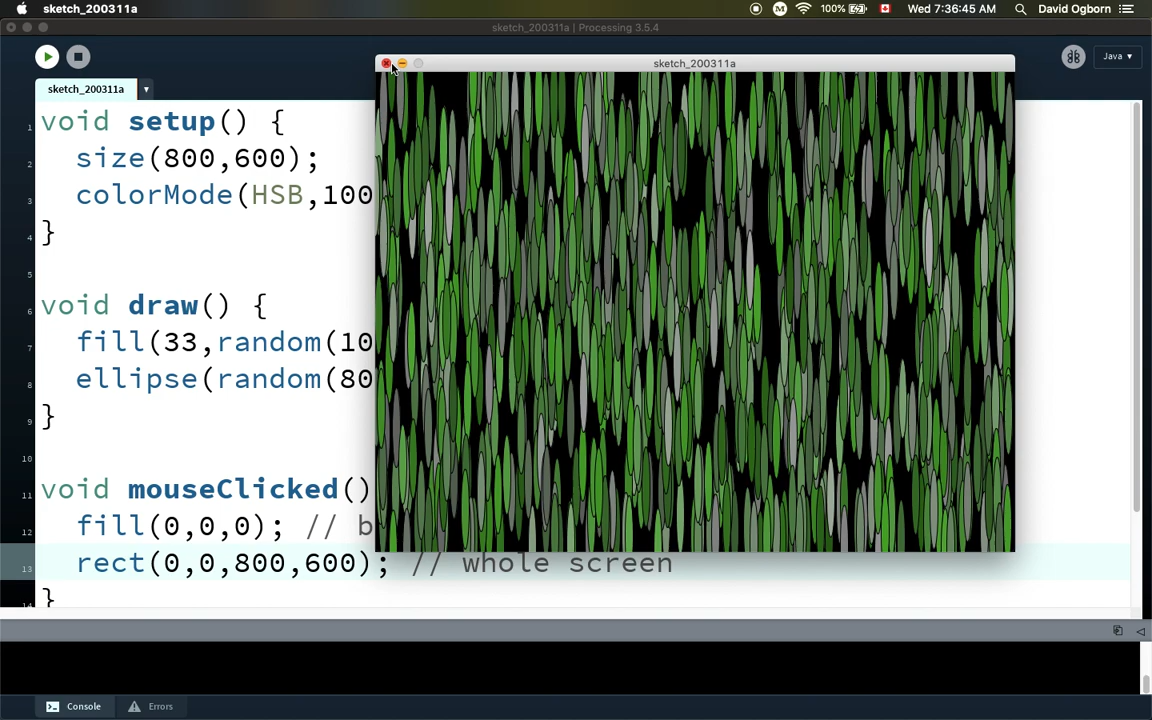 sketch_200311a 100% Wed 7:36:45 AM David Ogborn
sketch_200311a | Processing 3.5.4
Java ▾
sketch_200311a ▾
sketch_200311a
1 void setup() {
2 size(800,600);
3 colorMode(HSB,100
4 }
5
6 void draw() {
7 fill(33,random(10
8 ellipse(random(80
9 }
10
11 void mouseClicked()
12 fill(0,0,0); // b
13 rect(0,0,800,600); // whole screen
14 }
Console Errors